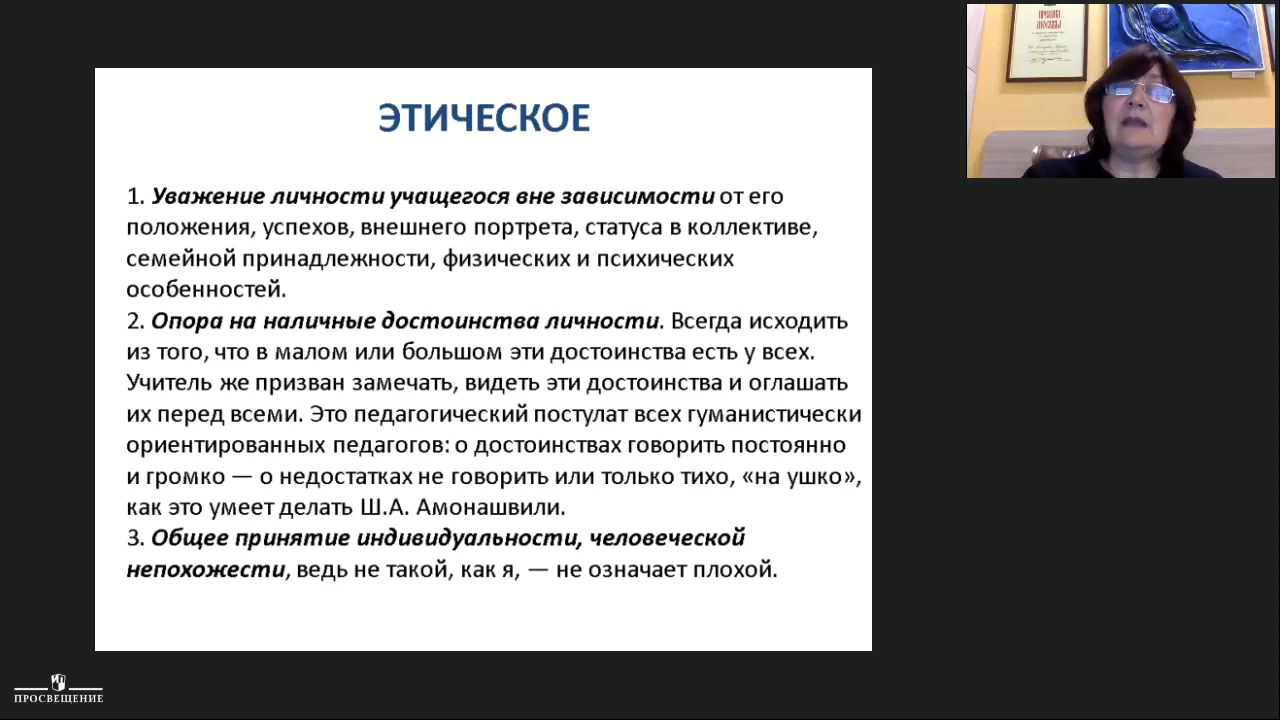 ПРЕМИЯ
МОСКВЫ
ЭТИЧЕСКОЕ
1. Уважение личности учащегося вне зависимости от его
положения, успехов, внешнего портрета, статуса в коллективе,
семейной принадлежности, физических и психических
особенностей.
2. Опора на наличные достоинства личности. Всегда исходить
из того, что в малом или большом эти достоинства есть у всех.
Учитель же призван замечать, видеть эти достоинства и оглашать
их перед всеми. Это педагогический постулат всех гуманистически
ориентированных педагогов: о достоинствах говорить постоянно
и громко — о недостатках не говорить или только тихо, «на ушко»,
как это умеет делать Ш.А. Амонашвили.
3. Общее принятие индивидуальности, человеческой
непохожести, ведь не такой, как я, — не означает плохой.
ПРОСВЕЩЕНИЕ